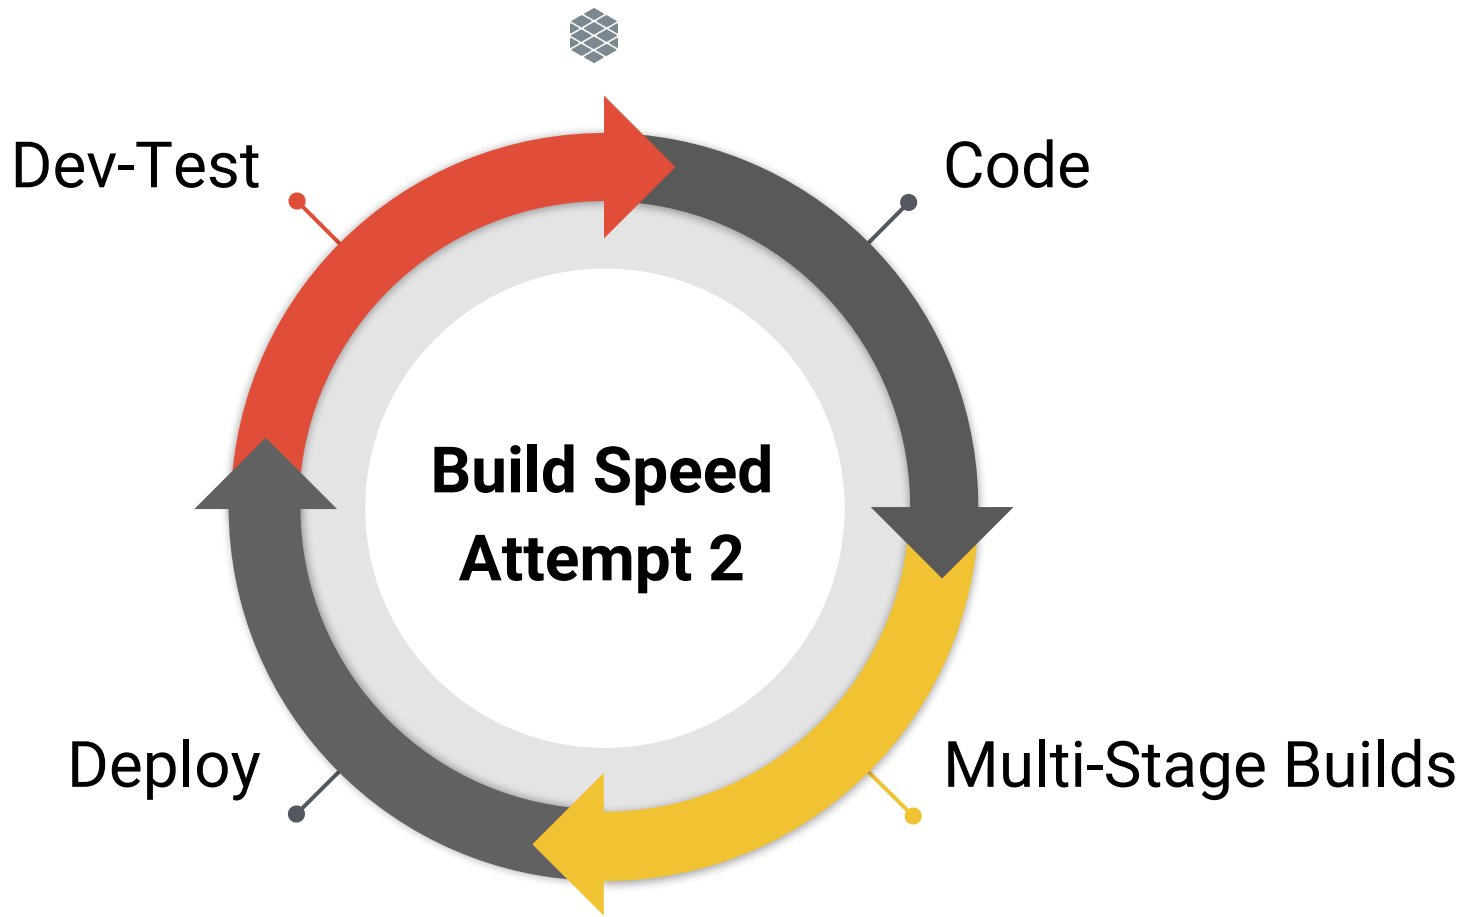 Dev-Test
Code
Build Speed
Attempt 2
Deploy
Multi-Stage Builds